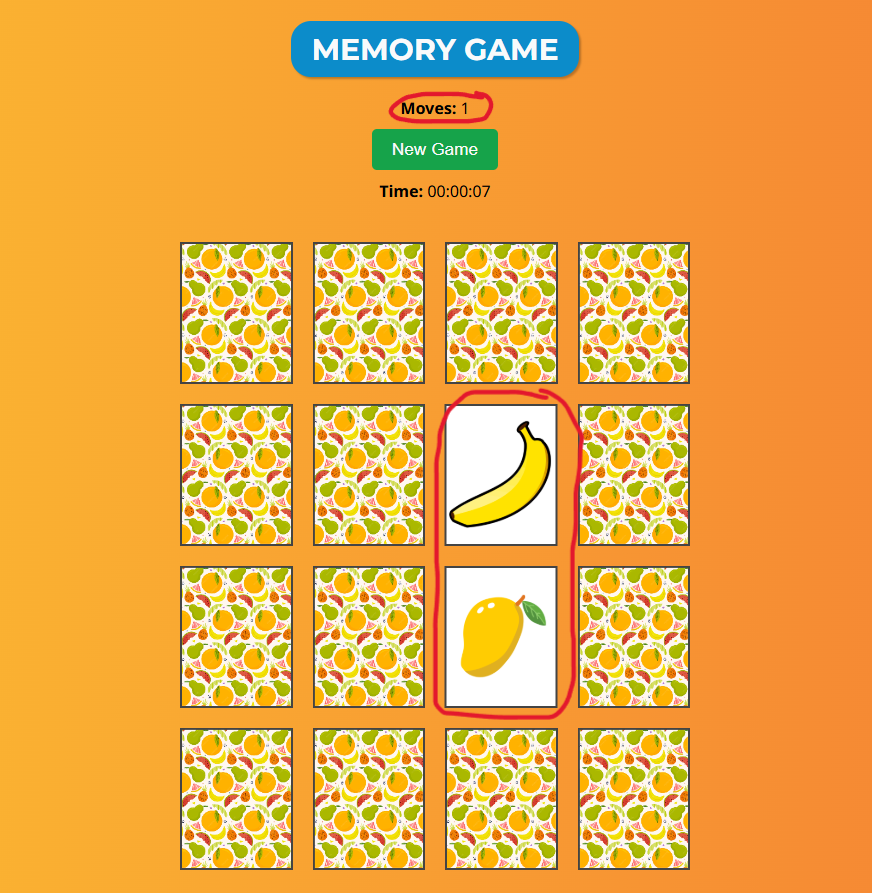 MEMORY GAME
Moves: 1
New Game
Time: 00:00:07